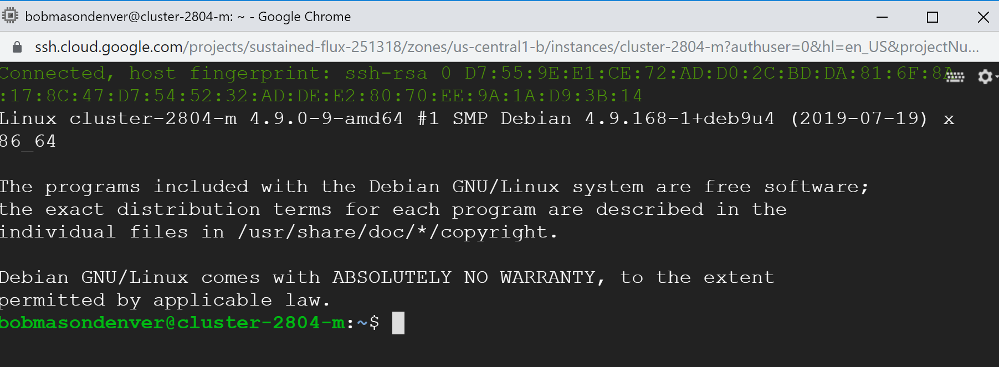 bobmasondenver@cluster-2804-m: ~ - Google Chrome
ssh.cloud.google.com/projects/sustained-flux-251318/zones/us-central1-b/instances/cluster-2804-m?authuser=0&hl=en_US&projectNu...
Connected, host fingerprint: ssh-rsa 0 D7:55:9E:E1:CE:72:AD:D0:2C:BD:DA:81:6F:8A
:17:8C:47:D7:54:52:32:AD:DE:E2:80:70:EE:9A:1A:D9:3B:14
Linux cluster-2804-m 4.9.0-9-amd64 #1 SMP Debian 4.9.168-1+deb9u4 (2019-07-19) x
86_64
The programs included with the Debian GNU/Linux system are free software;
the exact distribution terms for each program are described in the
individual files in /usr/share/doc/*/copyright.
Debian GNU/Linux comes with ABSOLUTELY NO WARRANTY, to the extent
permitted by applicable law.
bobmasondenver@cluster-2804-m:~$